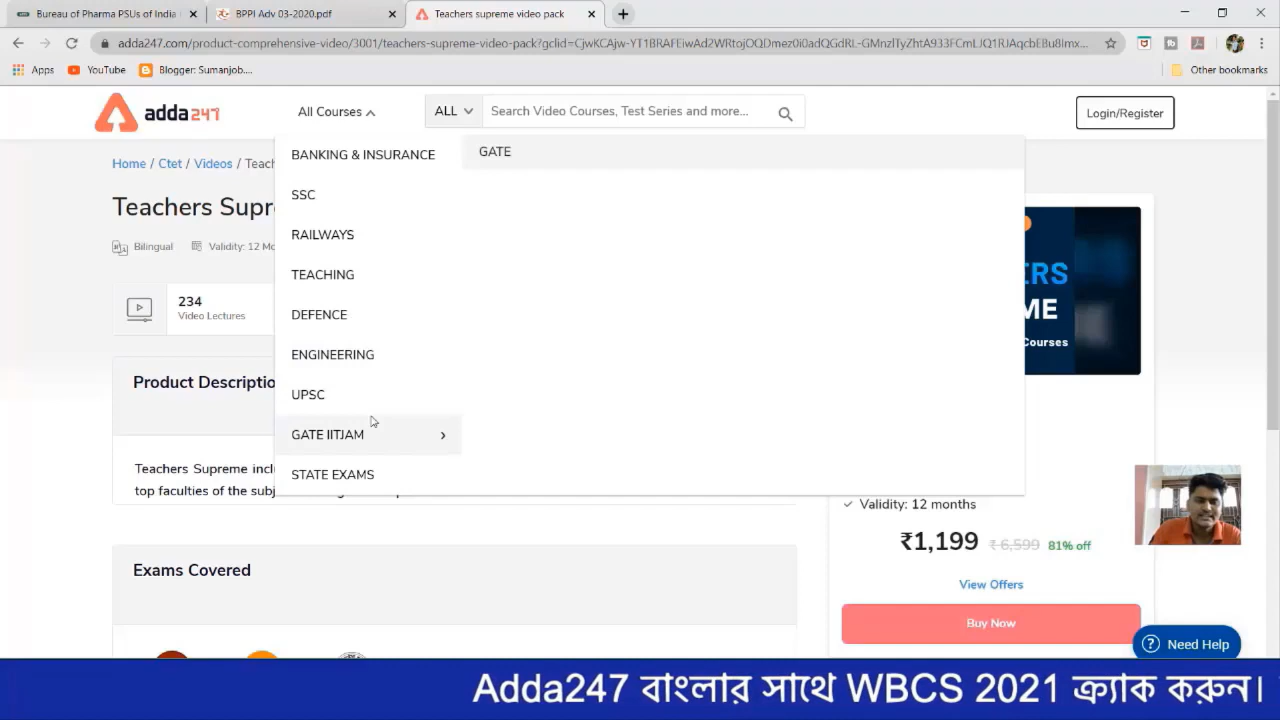 Bureau of Pharma PSUs of India
BPPI Adv 03-2020.pdf
Teachers supreme video pack
adda247.com/product-comprehensive-video/3001/teachers-supreme-video-pack?gclid=CjwKCAjw-YT1BRAFEiwAd2WRtojOQDmez0i0adQGdRL-GMnzlTyZhtA933FCmLJQ1RJAqcbEBu8Imx...
Apps
YouTube
Blogger: Sumanjob....
Other bookmarks
adda247
All Courses
ALL
Search Video Courses, Test Series and more...
Login/Register
BANKING & INSURANCE
GATE
Home / Ctet / Videos / Teach
SSC
Teachers Supr
RAILWAYS
Bilingual
Validity: 12 Mo
TEACHING
ERS
234
Video Lectures
DEFENCE
ME
Courses
ENGINEERING
Product Descriptio
UPSC
GATE IITJAM
Teachers Supreme incl
STATE EXAMS
top faculties of the subj
Validity: 12 months
₹1,199 ₹ 6,599 81% off
Exams Covered
View Offers
Buy Now
Need Help
Adda247 বাংলার সাথে WBCS 2021 ক্র্যাক করুন।